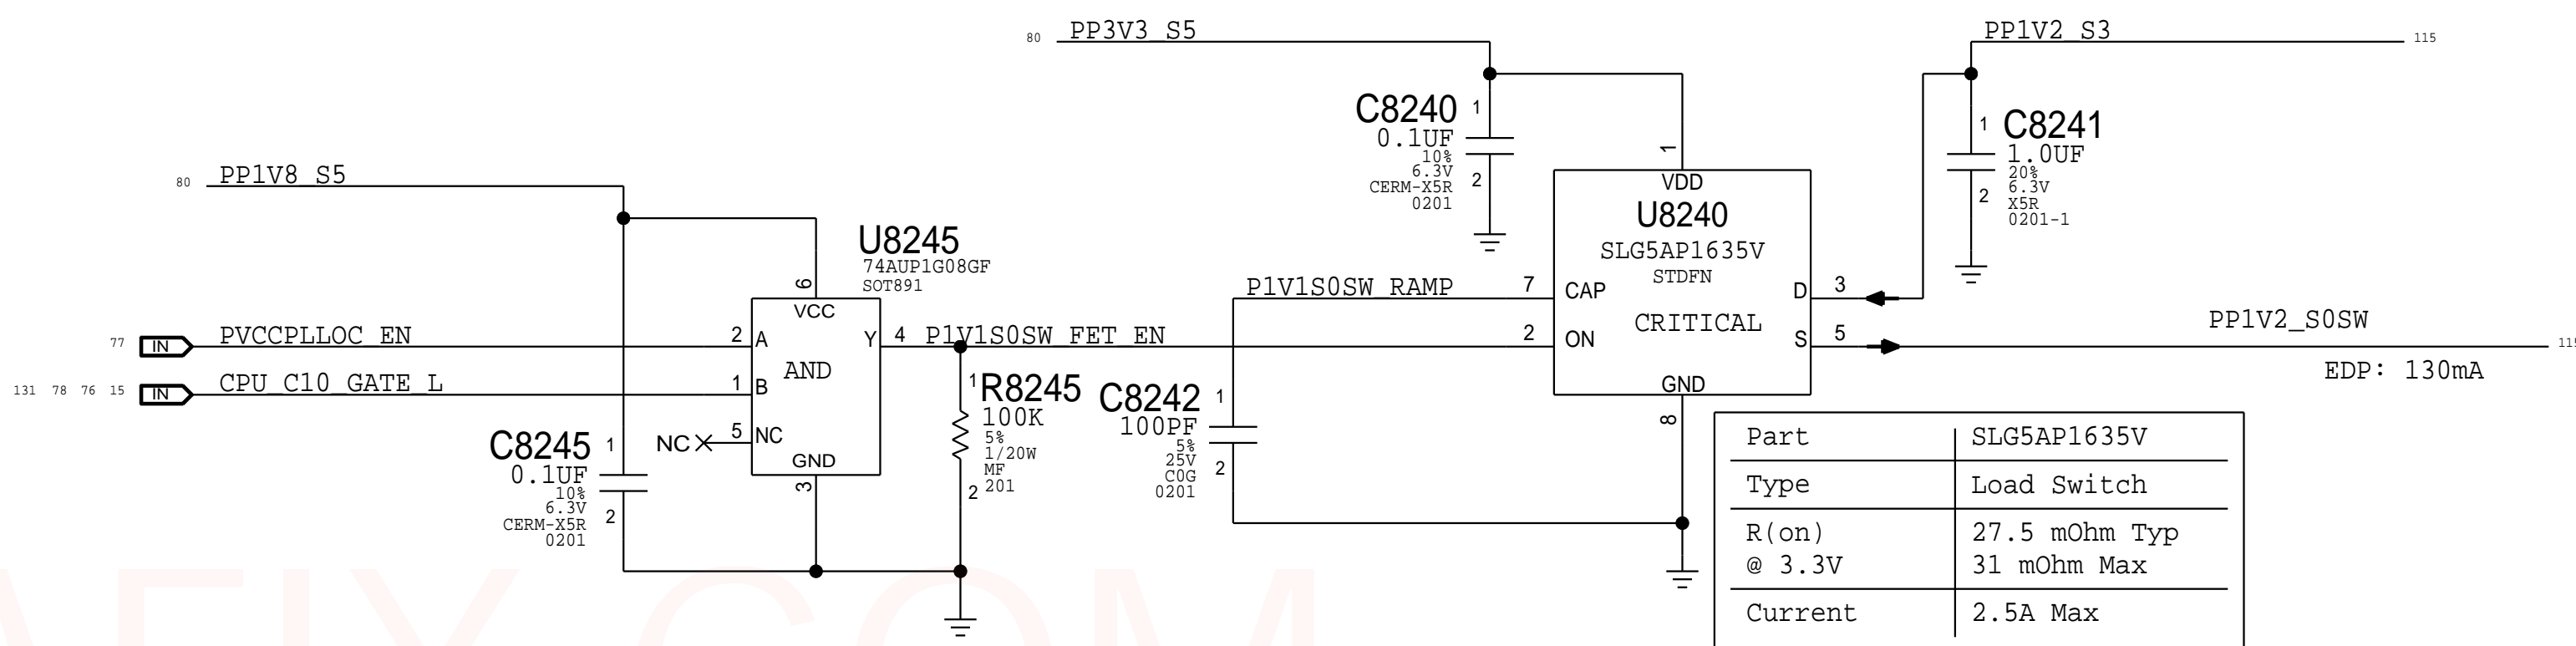 80 PP3V3_S5
PP1V2_S3 115
C8240
0.1UF
10%
6.3V
CERM-X5R
0201
1
2
1
VDD
U8240
SLG5AP1635V
STDFN
CRITICAL
7 CAP
2 ON
D 3
S 5
GND
8
1
2
C8241
1.0UF
20%
6.3V
X5R
0201-1
80 PP1V8_S5
U8245
74AUP1G08GF
SOT891
6
VCC
77 IN PVCCPLLOC_EN 2 A
131 78 76 15 IN CPU_C10_GATE_L 1 B
AND
Y 4 P1V1S0SW_FET_EN
P1V1S0SW_RAMP
NC 5 NC
GND
3
C8245
0.1UF
10%
6.3V
CERM-X5R
0201
1
2
1 R8245
100K
5%
1/20W
MF
2 201
C8242
100PF
5%
25V
C0G
0201
1
2
PP1V2_S0SW
115
EDP: 130mA
Part SLG5AP1635V
Type Load Switch
R(on) 27.5 mOhm Typ
@ 3.3V 31 mOhm Max
Current 2.5A Max